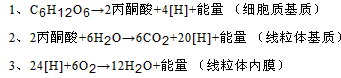 1、C₆H₁₂O₆→2丙酮酸+4[H]+能量 （细胞质基质）
2、2丙酮酸+6H₂O→6CO₂+20[H]+能量 （线粒体基质）
3、24[H]+6O₂→12H₂O+能量 （线粒体内膜）